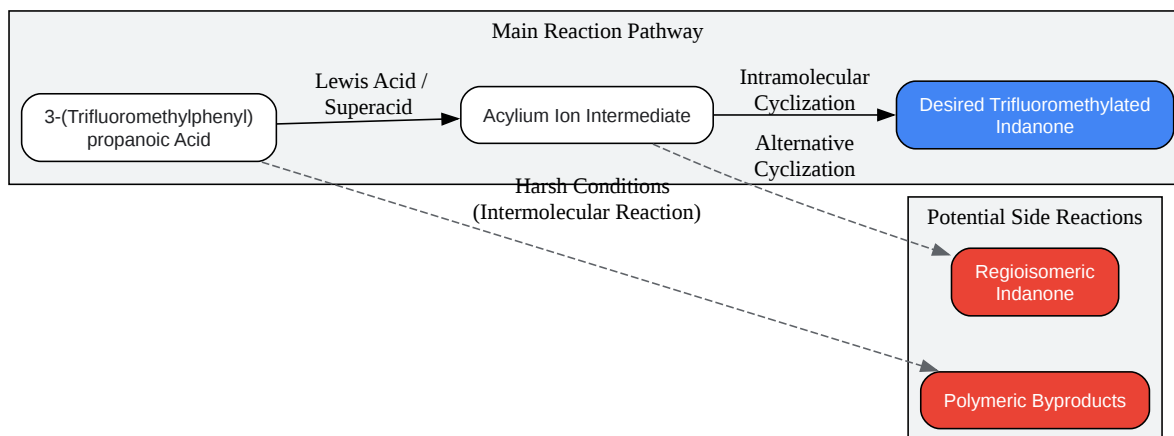 Main Reaction Pathway
3-(Trifluoromethylphenyl)
propanoic Acid
Lewis Acid /
Superacid
Acylium Ion Intermediate
Intramolecular
Cyclization
Desired Trifluoromethylated
Indanone
Alternative
Cyclization
Harsh Conditions
(Intermolecular Reaction)
Potential Side Reactions
Regioisomeric
Indanone
Polymeric Byproducts